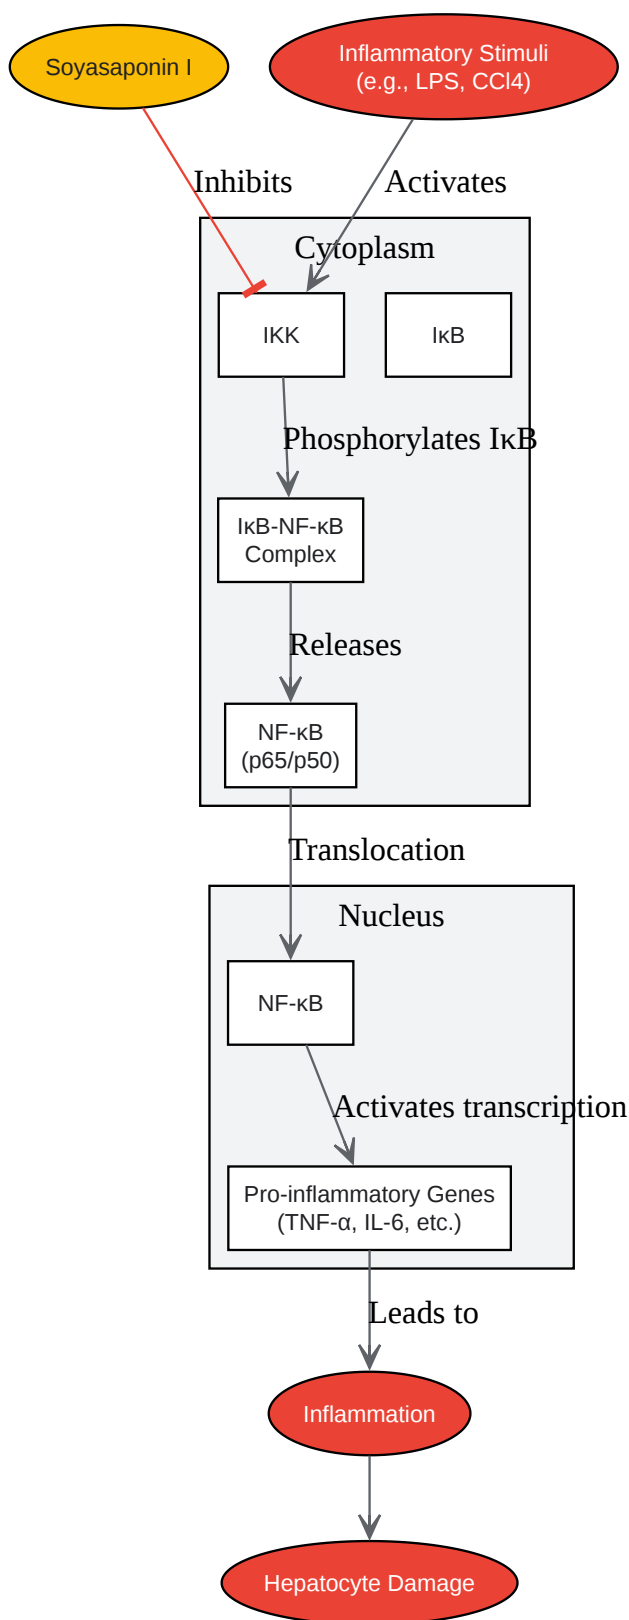 Soyasaponin I
Inflammatory Stimuli
(e.g., LPS, CCl4)
Inhibits
Activates
Cytoplasm
IKK
IκB
Phosphorylates IκB
IκB-NF-κB
Complex
Releases
NF-κB
(p65/p50)
Translocation
Nucleus
NF-κB
Activates transcription
Pro-inflammatory Genes
(TNF-α, IL-6, etc.)
Leads to
Inflammation
Hepatocyte Damage